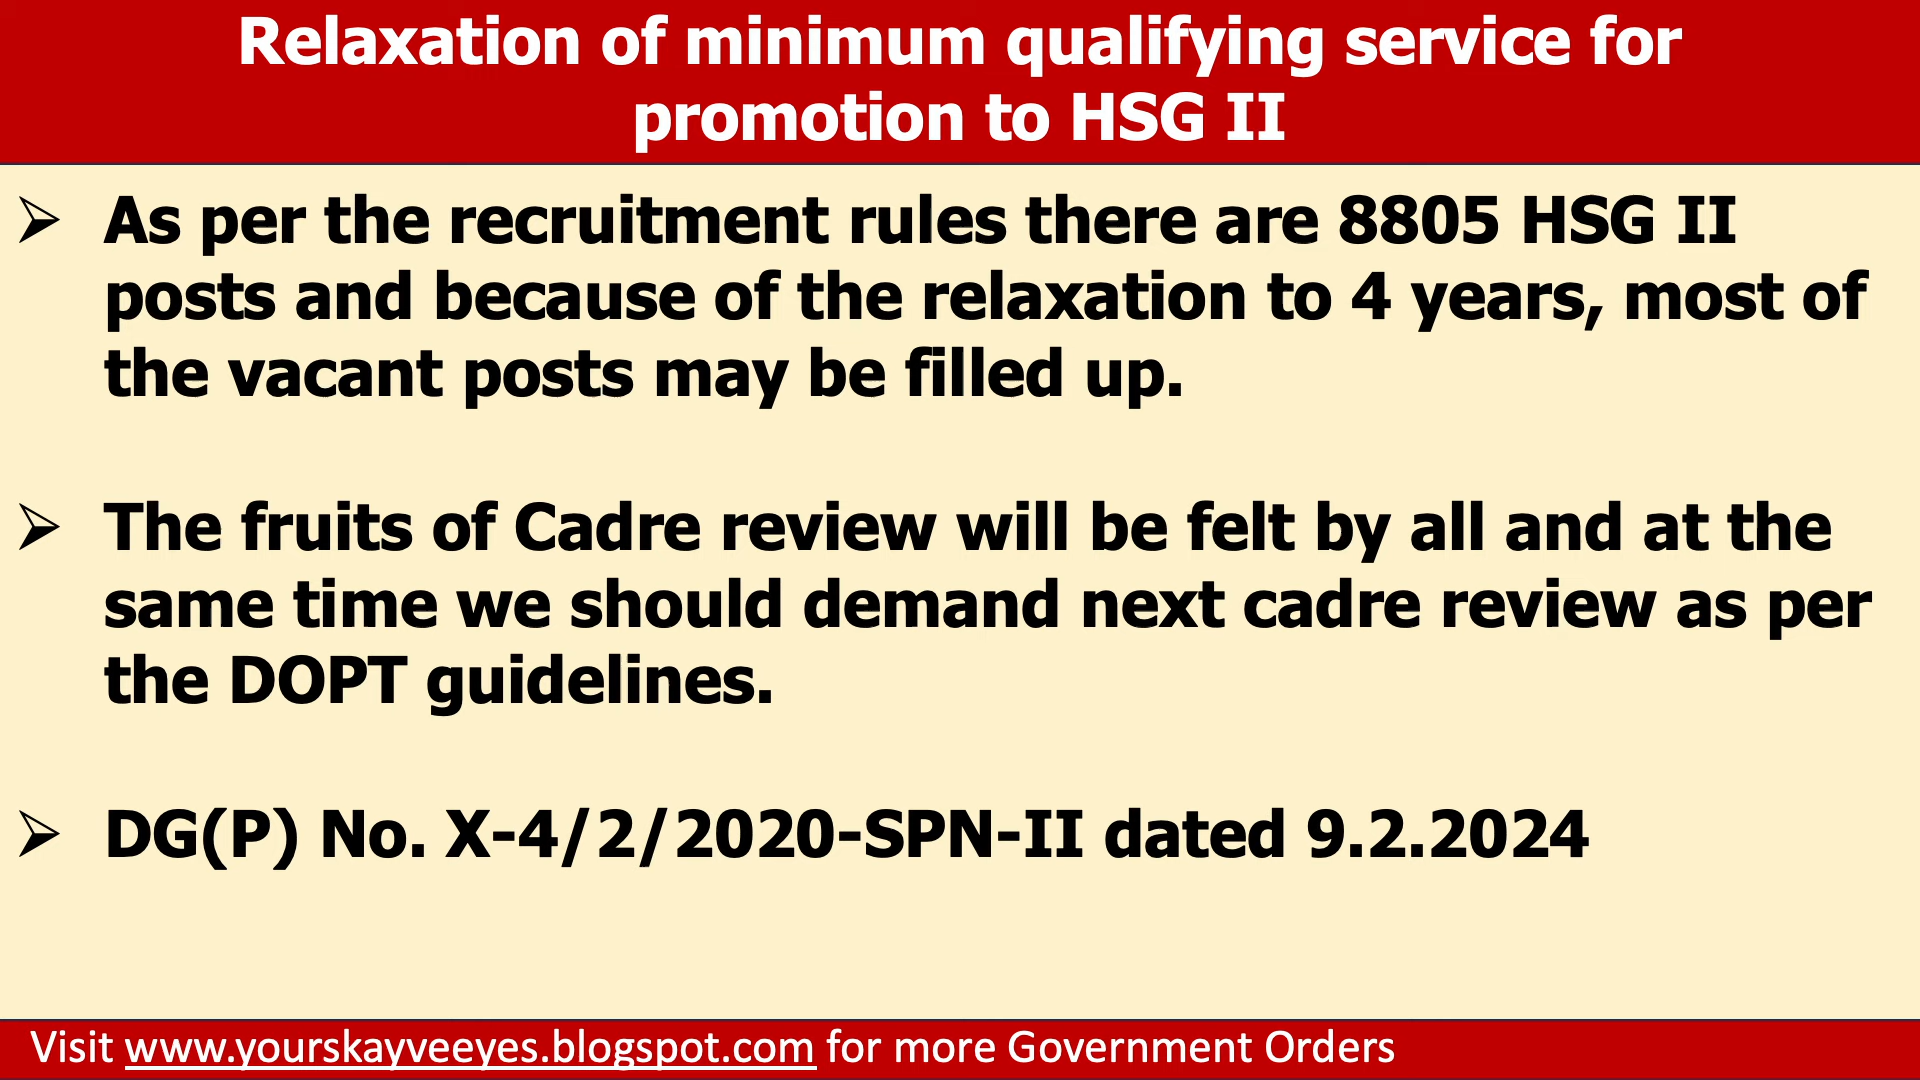 Relaxation of minimum qualifying service for
promotion to HSG II
➢ As per the recruitment rules there are 8805 HSG II
posts and because of the relaxation to 4 years, most of
the vacant posts may be filled up.
➢ The fruits of Cadre review will be felt by all and at the
same time we should demand next cadre review as per
the DOPT guidelines.
➢ DG(P) No. X-4/2/2020-SPN-II dated 9.2.2024
Visit www.yourskayveeyes.blogspot.com for more Government Orders